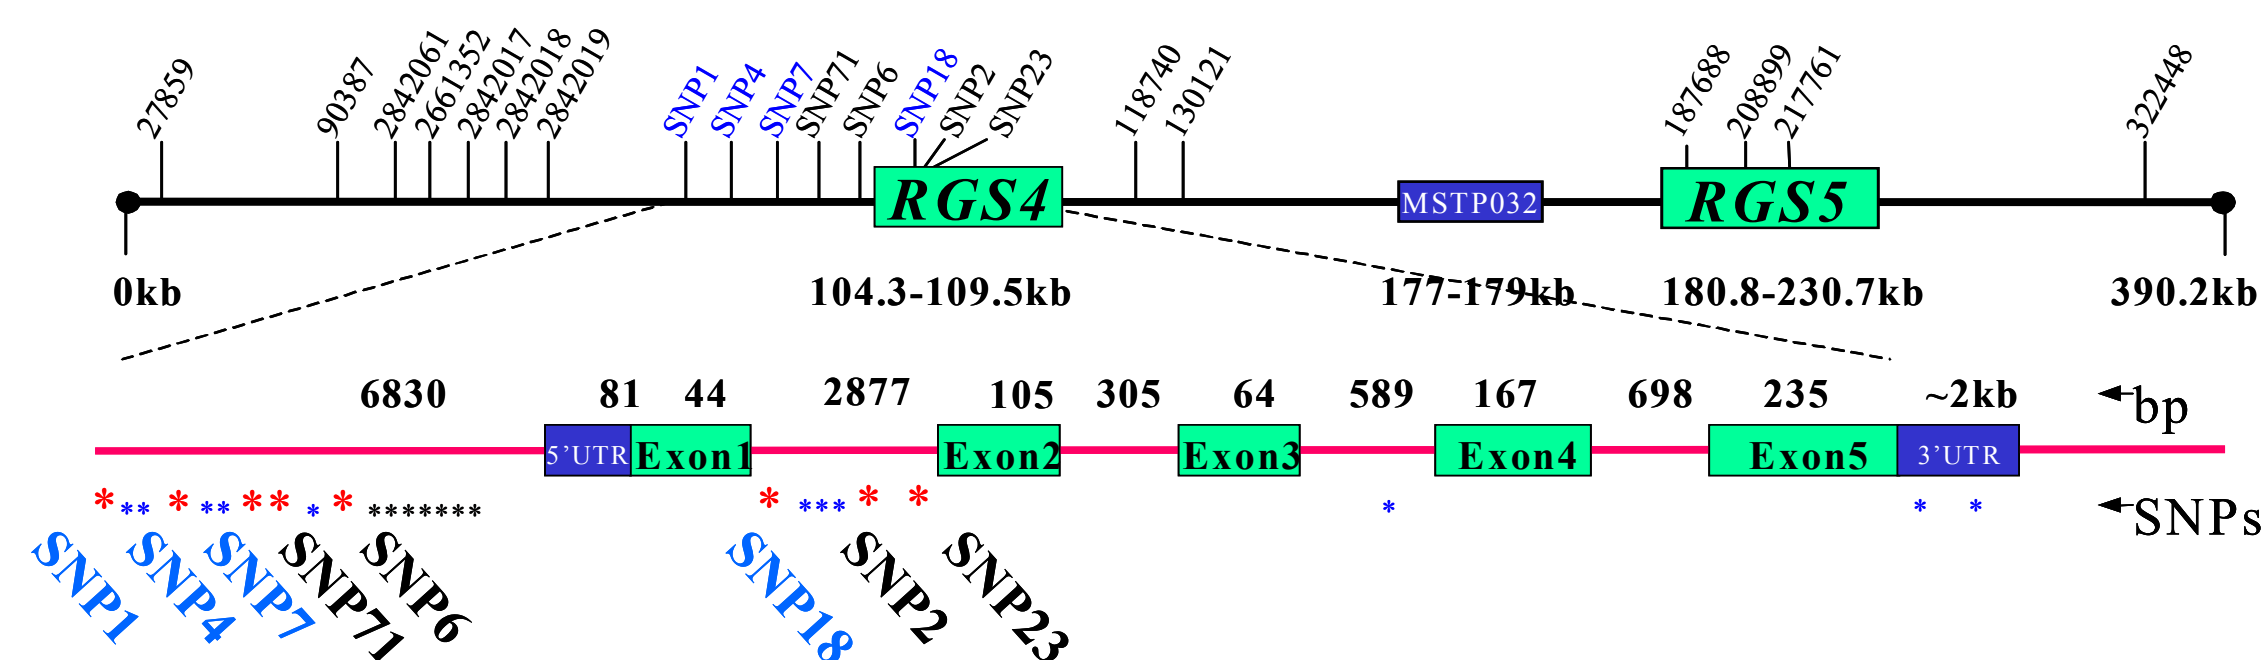 27859 90387 2842061 2661352 2842017 2842018 2842019 SNP1 SNP4 SNP7 SNP71 SNP6 SNP18 SNP2 SNP23 118740 130121 187688 208899 217761 322448
RGS4 MSTP032 RGS5
0kb 104.3-109.5kb 177-179kb 180.8-230.7kb 390.2kb
6830 81 44 2877 105 305 64 589 167 698 235 ~2kb bp
5’UTR Exon1 Exon2 Exon3 Exon4 Exon5 3’UTR
* ** * ** ** * * ******* * *** * * * * * SNPs
SNP1 SNP4 SNP7 SNP71 SNP6 SNP18 SNP2 SNP23